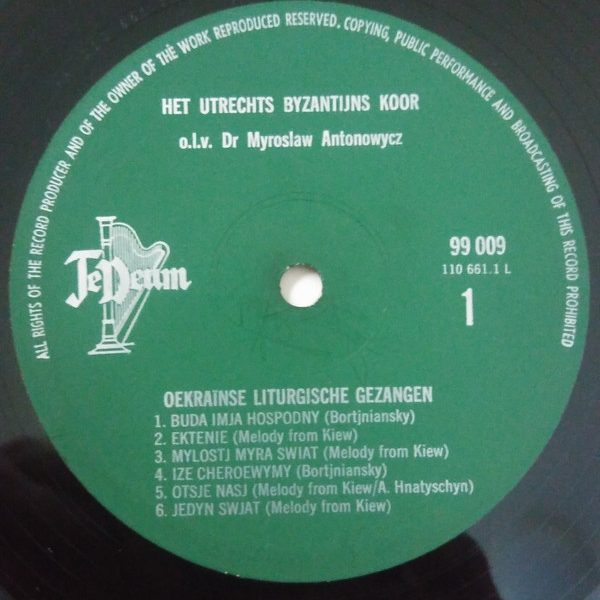 ALL RIGHTS OF THE RECORD PRODUCER AND OF THE OWNER OF THE WORK REPRODUCED RESERVED. COPYING, PUBLIC PERFORMANCE AND BROADCASTING OF THIS RECORD PROHIBITED
HET UTRECHTS BYZANTIJNS KOOR
o.l.v. Dr Myroslaw Antonowycz
TeDeum
99 009
110 661.1 L
1
OEKRAÏNSE LITURGISCHE GEZANGEN
1. BUDA IMJA HOSPODNY (Bortjniansky)
2. EKTENIE (Melody from Kiew)
3. MYLOSTJ MYRA SWIAT (Melody from Kiew)
4. IZE CHEROEWYMY (Bortjniansky)
5. OTSJE NASJ (Melody from Kiew/A. Hnatyschyn)
6. JEDYN SWJAT (Melody from Kiew)